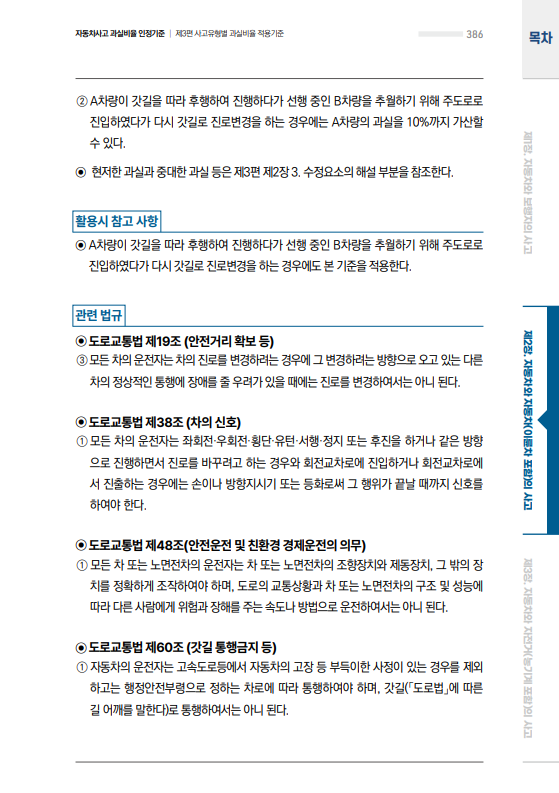 자동차사고 과실비율 인정기준 | 제3편 사고유형별 과실비율 적용기준
386
목차
② A차량이 갓길을 따라 후행하여 진행하다가 선행 중인 B차량을 추월하기 위해 주도로로
진입하였다가 다시 갓길로 진로변경을 하는 경우에는 A차량의 과실을 10%까지 가산할
수 있다.
◉ 현저한 과실과 중대한 과실 등은 제3편 제2장 3. 수정요소의 해설 부분을 참조한다.
활용시 참고 사항
◉ A차량이 갓길을 따라 후행하여 진행하다가 선행 중인 B차량을 추월하기 위해 주도로로
진입하였다가 다시 갓길로 진로변경을 하는 경우에도 본 기준을 적용한다.
관련 법규
◉ 도로교통법 제19조 (안전거리 확보 등)
③ 모든 차의 운전자는 차의 진로를 변경하려는 경우에 그 변경하려는 방향으로 오고 있는 다른
차의 정상적인 통행에 장애를 줄 우려가 있을 때에는 진로를 변경하여서는 아니 된다.
◉ 도로교통법 제38조 (차의 신호)
① 모든 차의 운전자는 좌회전·우회전·횡단·유턴·서행·정지 또는 후진을 하거나 같은 방향
으로 진행하면서 진로를 바꾸려고 하는 경우와 회전교차로에 진입하거나 회전교차로에
서 진출하는 경우에는 손이나 방향지시기 또는 등화로써 그 행위가 끝날 때까지 신호를
하여야 한다.
◉ 도로교통법 제48조(안전운전 및 친환경 경제운전의 의무)
① 모든 차 또는 노면전차의 운전자는 차 또는 노면전차의 조향장치와 제동장치, 그 밖의 장
치를 정확하게 조작하여야 하며, 도로의 교통상황과 차 또는 노면전차의 구조 및 성능에
따라 다른 사람에게 위험과 장해를 주는 속도나 방법으로 운전하여서는 아니 된다.
◉ 도로교통법 제60조 (갓길 통행금지 등)
① 자동차의 운전자는 고속도로등에서 자동차의 고장 등 부득이한 사정이 있는 경우를 제외
하고는 행정안전부령으로 정하는 차로에 따라 통행하여야 하며, 갓길(「도로법」에 따른
길 어깨를 말한다)로 통행하여서는 아니 된다.
제1장. 자동차와 보행자의 사고
제2장. 자동차와 자동차(이륜차 포함)의 사고
제3장. 자동차와 자전거(농기계 포함)의 사고